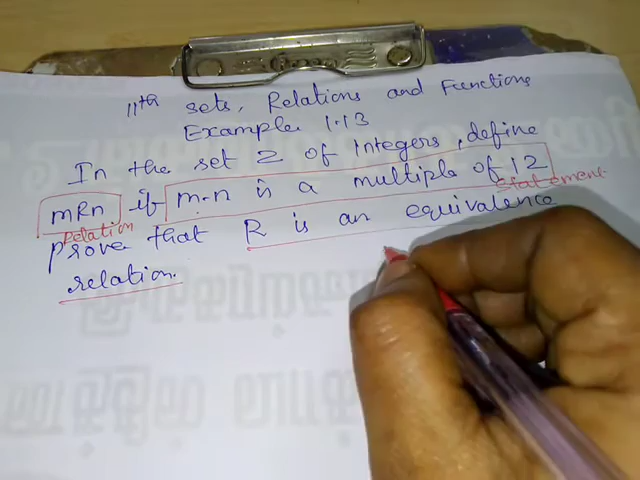 11th sets, Relations and Functions
Example 1.13
In the set Z of Integers, define
mRn if m-n is a multiple of 12
Relation
statement
prove that R is an equivalence
relation.